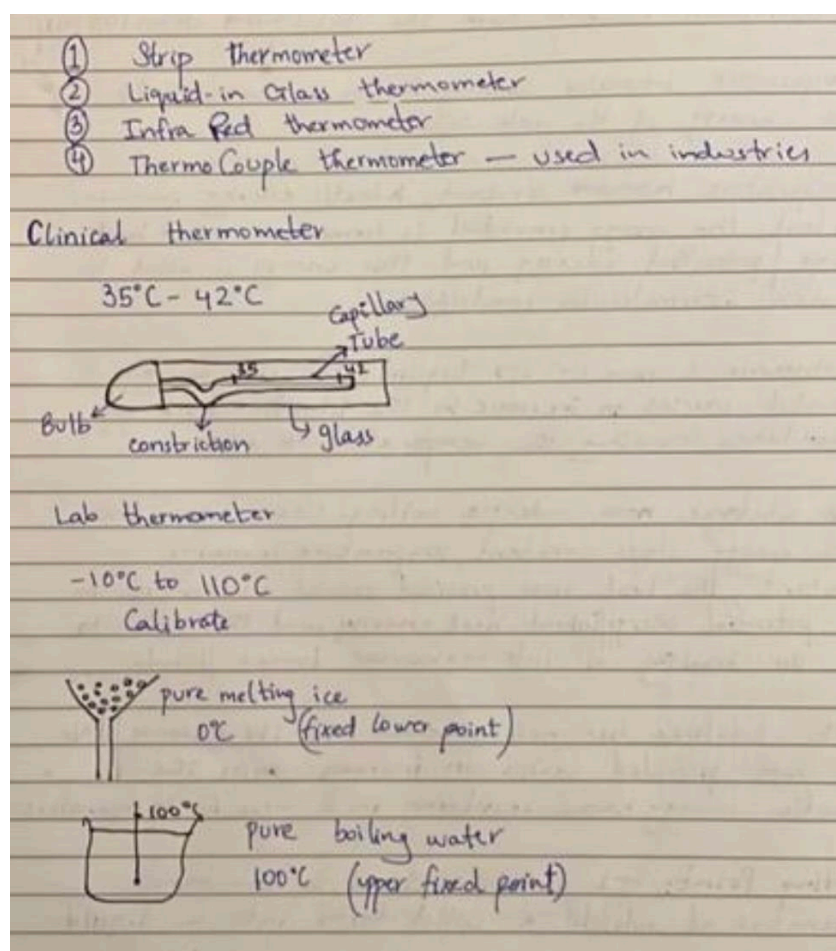 ① Strip thermometer
② Liquid-in Glass thermometer
③ Infra Red thermometer
④ Thermo Couple thermometer – used in industries
Clinical thermometer
35°C - 42°C
Capillary
Tube
35 42
Bulb
constriction
glass
Lab thermometer
-10°C to 110°C
Calibrate
pure melting ice
0°C (fixed lower point)
100°C
pure boiling water
100°C (upper fixed point)